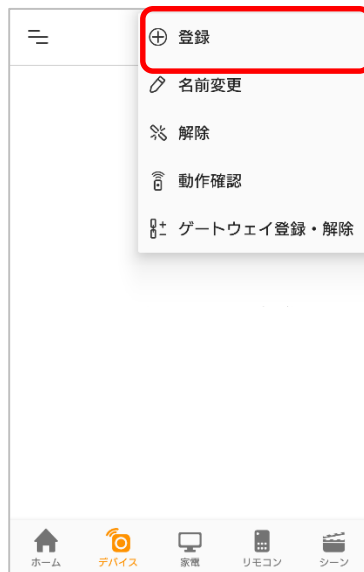 登録
名前変更
解除
動作確認
ゲートウェイ登録・解除
ホーム
デバイス
家電
リモコン
シーン